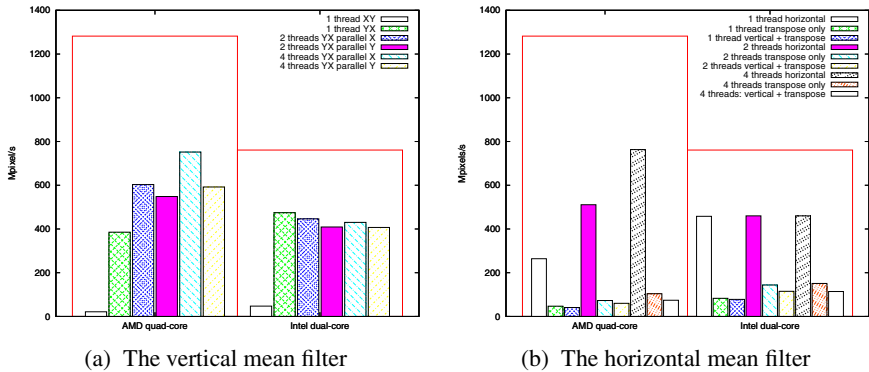 1400
1200
1000
800
600
400
200
0
Mpixel/s
1 thread XY
1 thread YX
2 threads YX parallel X
2 threads YX parallel Y
4 threads YX parallel X
4 threads YX parallel Y
AMD quad-core
Intel dual-core
(a) The vertical mean filter
1400
1200
1000
800
600
400
200
0
Mpixels/s
1 thread horizontal
1 thread transpose only
1 thread vertical + transpose
2 threads horizontal
2 threads transpose only
2 threads vertical + transpose
4 threads horizontal
4 threads transpose only
4 threads: vertical + transpose
AMD quad-core
Intel dual-core
(b) The horizontal mean filter